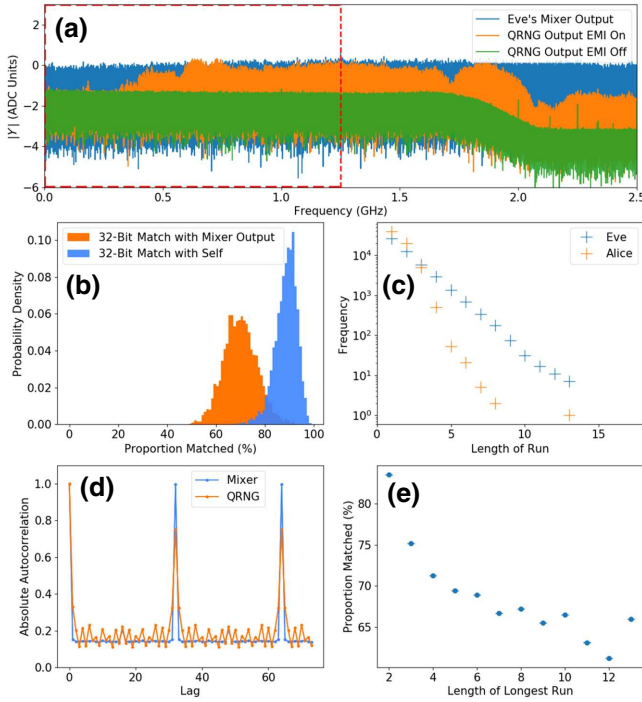 (a)
Eve's Mixer Output
QRNG Output EMI On
QRNG Output EMI Off
|Y| (ADC Units)
0
−2
−4
−6
0.0 0.5 1.0 1.5 2.0 2.5
Frequency (GHz)
(b)
32-Bit Match with Mixer Output
32-Bit Match with Self
Probability Density
0.10
0.08
0.06
0.04
0.02
0.00
0 20 40 60 80 100
Proportion Matched (%)
(c)
Eve
Alice
Frequency
10⁴
10³
10²
10¹
10⁰
0 5 10 15
Length of Run
(d)
Mixer
QRNG
Absolute Autocorrelation
1.0
0.8
0.6
0.4
0.2
0.0
0 20 40 60
Lag
(e)
Proportion Matched (%)
80
75
70
65
2 4 6 8 10 12
Length of Longest Run